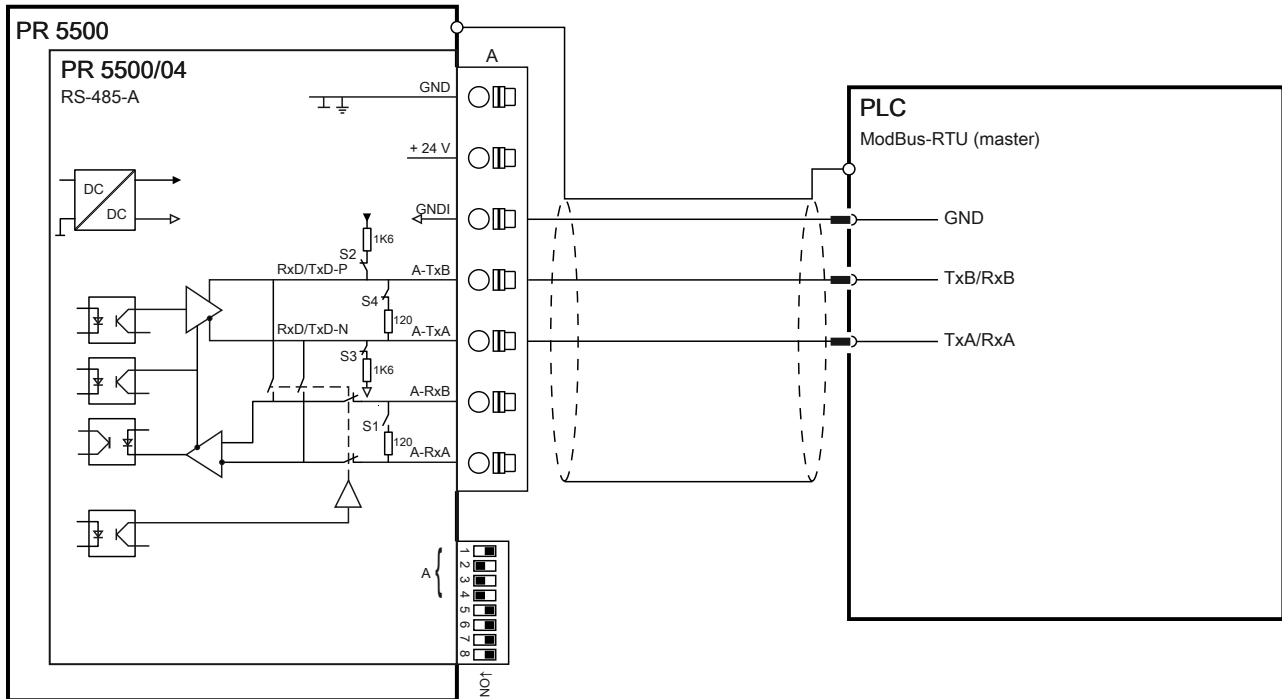 PR 5500
PR 5500/04
RS-485-A
A
GND
+ 24 V
GNDI
DC
DC
1K6
S2
RxD/TxD-P
A-TxB
S4
120
RxD/TxD-N
A-TxA
S3
1K6
A-RxB
S1
120
A-RxA
A
1
2
3
4
5
6
7
8
↓ON
PLC
ModBus-RTU (master)
GND
TxB/RxB
TxA/RxA